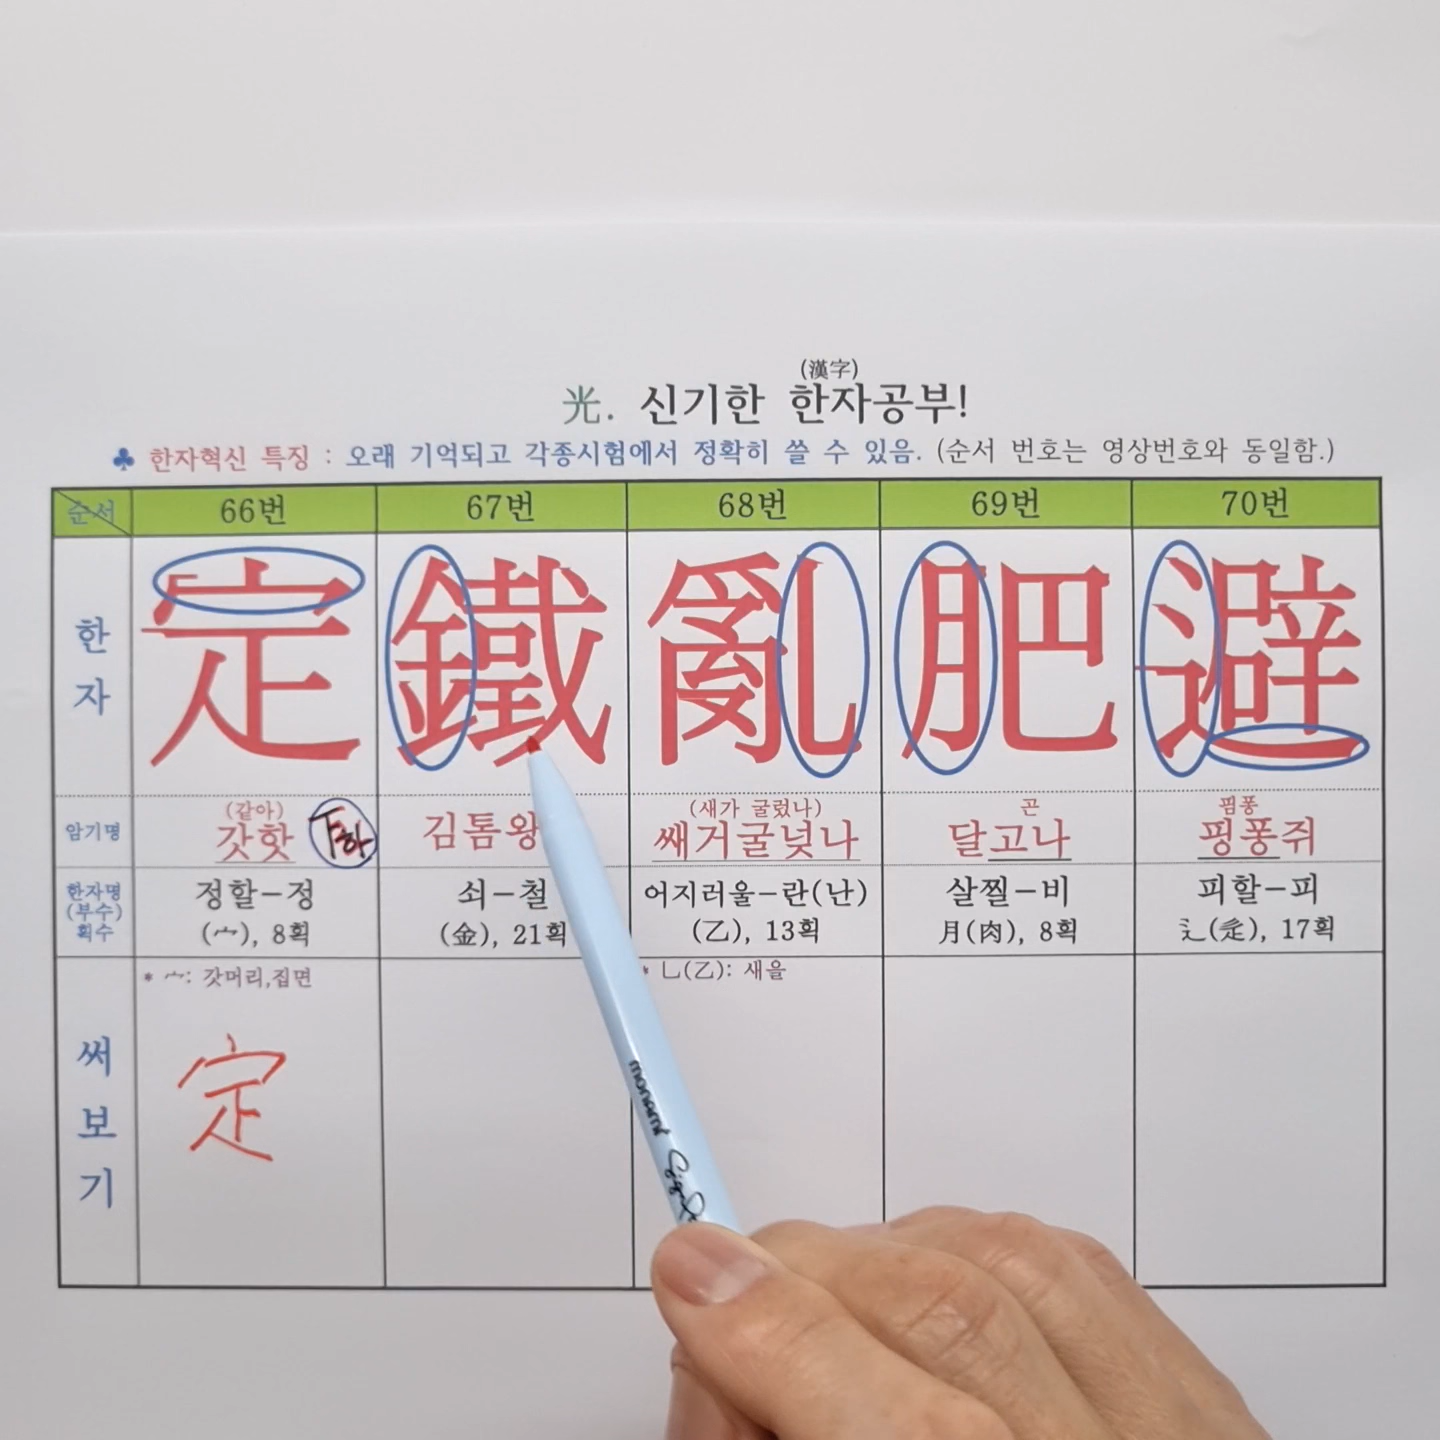 (漢字)
光. 신기한 한자공부!
♣ 한자혁신 특징 : 오래 기억되고 각종시험에서 정확히 쓸 수 있음. (순서 번호는 영상번호와 동일함.)
순서 66번 67번 68번 69번 70번
한자 定 鐵 亂 肥 避
(같아) (새가 굴렀나) 곤 핌퐁
암기명 갓핫 김톰왕 쌔거굴넞나 달고나 핑퐁쥐
한자명 정할-정 쇠-철 어지러울-란(난) 살찔-비 피할-피
(부수) 획수 (宀), 8획 (金), 21획 (乙), 13획 月(肉), 8획 辶(辵), 17획
* 宀: 갓머리,집면 * 乚(乙): 새을
써보기 定
monami